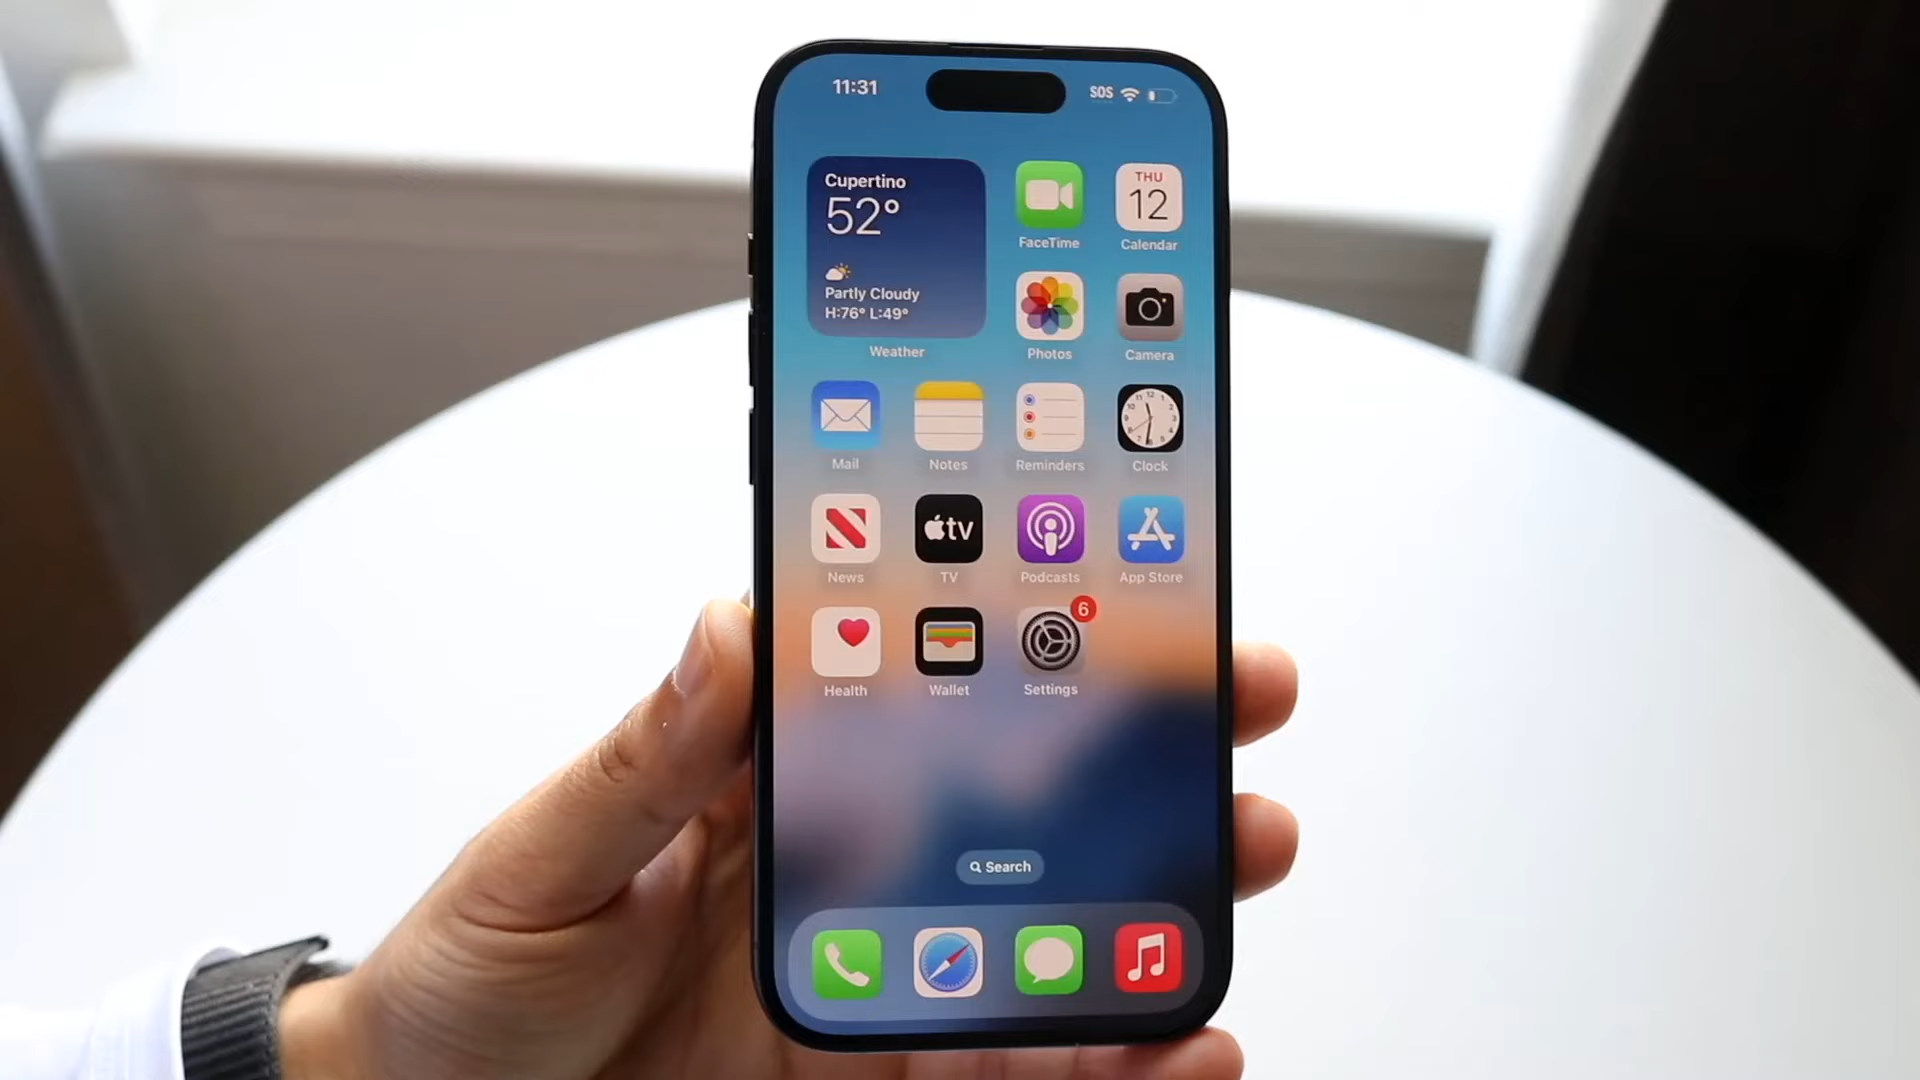 11:31
SOS
Cupertino
52°
Partly Cloudy
H:76° L:49°
Weather
FaceTime
THU
12
Calendar
Photos
Camera
Mail
Notes
Reminders
Clock
News
tv
TV
Podcasts
App Store
Health
Wallet
6
Settings
Search